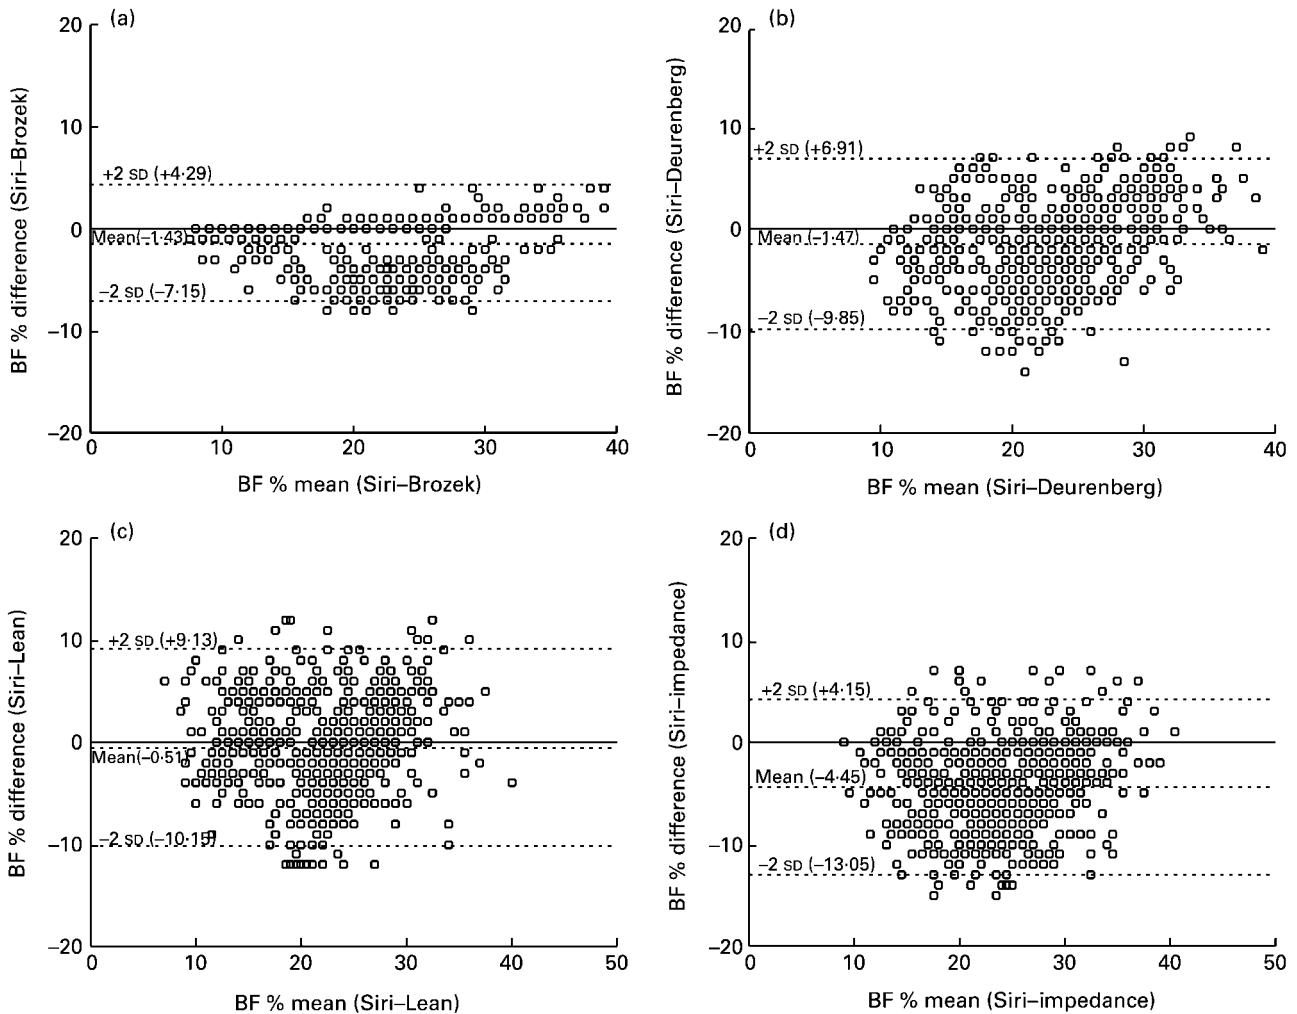 (a)
20
10
0
–10
–20
+2 SD (+4·29)
Mean(–1·43)
–2 SD (–7·15)
0 10 20 30 40
BF % difference (Siri–Brozek)
BF % mean (Siri–Brozek)
(b)
20
10
0
–10
–20
+2 SD (+6·91)
Mean (–1·47)
–2 SD (–9·85)
0 10 20 30 40
BF % difference (Siri–Deurenberg)
BF % mean (Siri–Deurenberg)
(c)
20
10
0
–10
–20
+2 SD (+9·13)
Mean(–0·51)
–2 SD (–10·15)
0 10 20 30 40 50
BF % difference (Siri–Lean)
BF % mean (Siri–Lean)
(d)
20
10
0
–10
–20
+2 SD (+4·15)
Mean (–4·45)
–2 SD (–13·05)
0 10 20 30 40 50
BF % difference (Siri–impedance)
BF % mean (Siri–impedance)